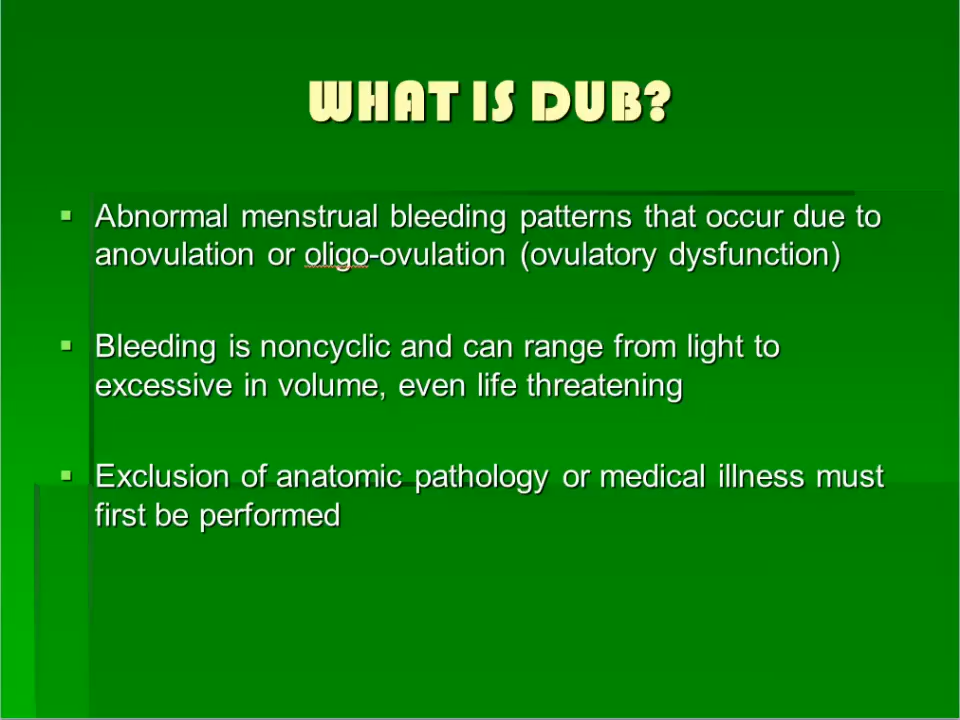 WHAT IS DUB?
▪ Abnormal menstrual bleeding patterns that occur due to
anovulation or oligo-ovulation (ovulatory dysfunction)
▪ Bleeding is noncyclic and can range from light to
excessive in volume, even life threatening
▪ Exclusion of anatomic pathology or medical illness must
first be performed